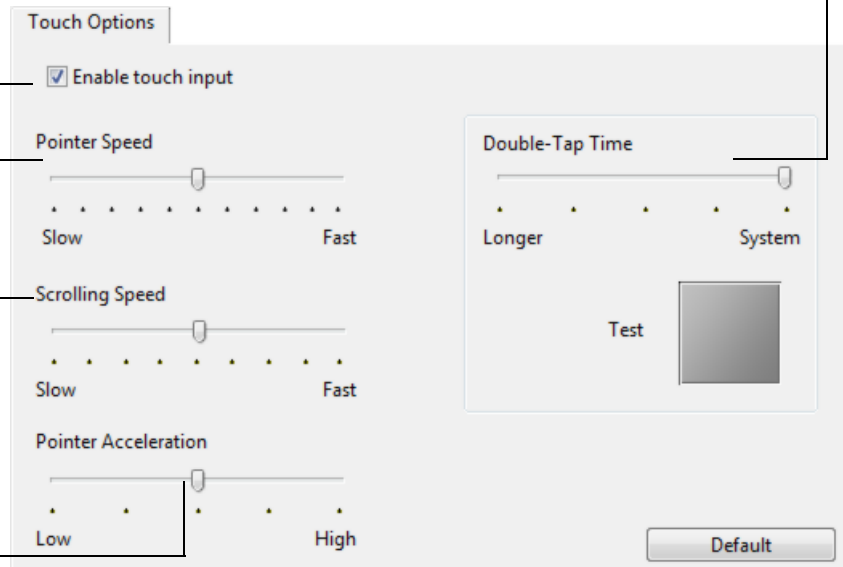 Touch Options
Enable touch input
Pointer Speed
Slow Fast
Scrolling Speed
Slow Fast
Pointer Acceleration
Low High
Double-Tap Time
Longer System
Test
Default